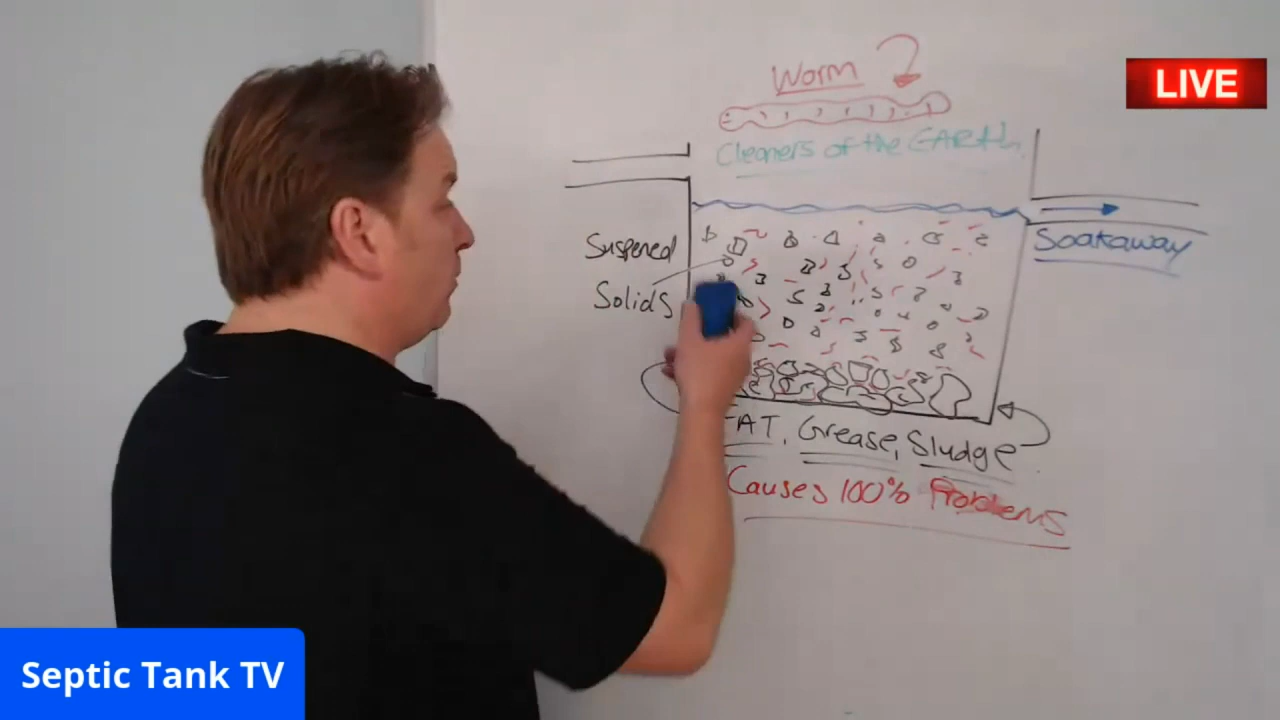 Worm ?
LIVE
Cleaners of the EARth.
Suspened
Solids
Soakaway
FAT, Grease, Sludge
Causes 100% Problems
Septic Tank TV